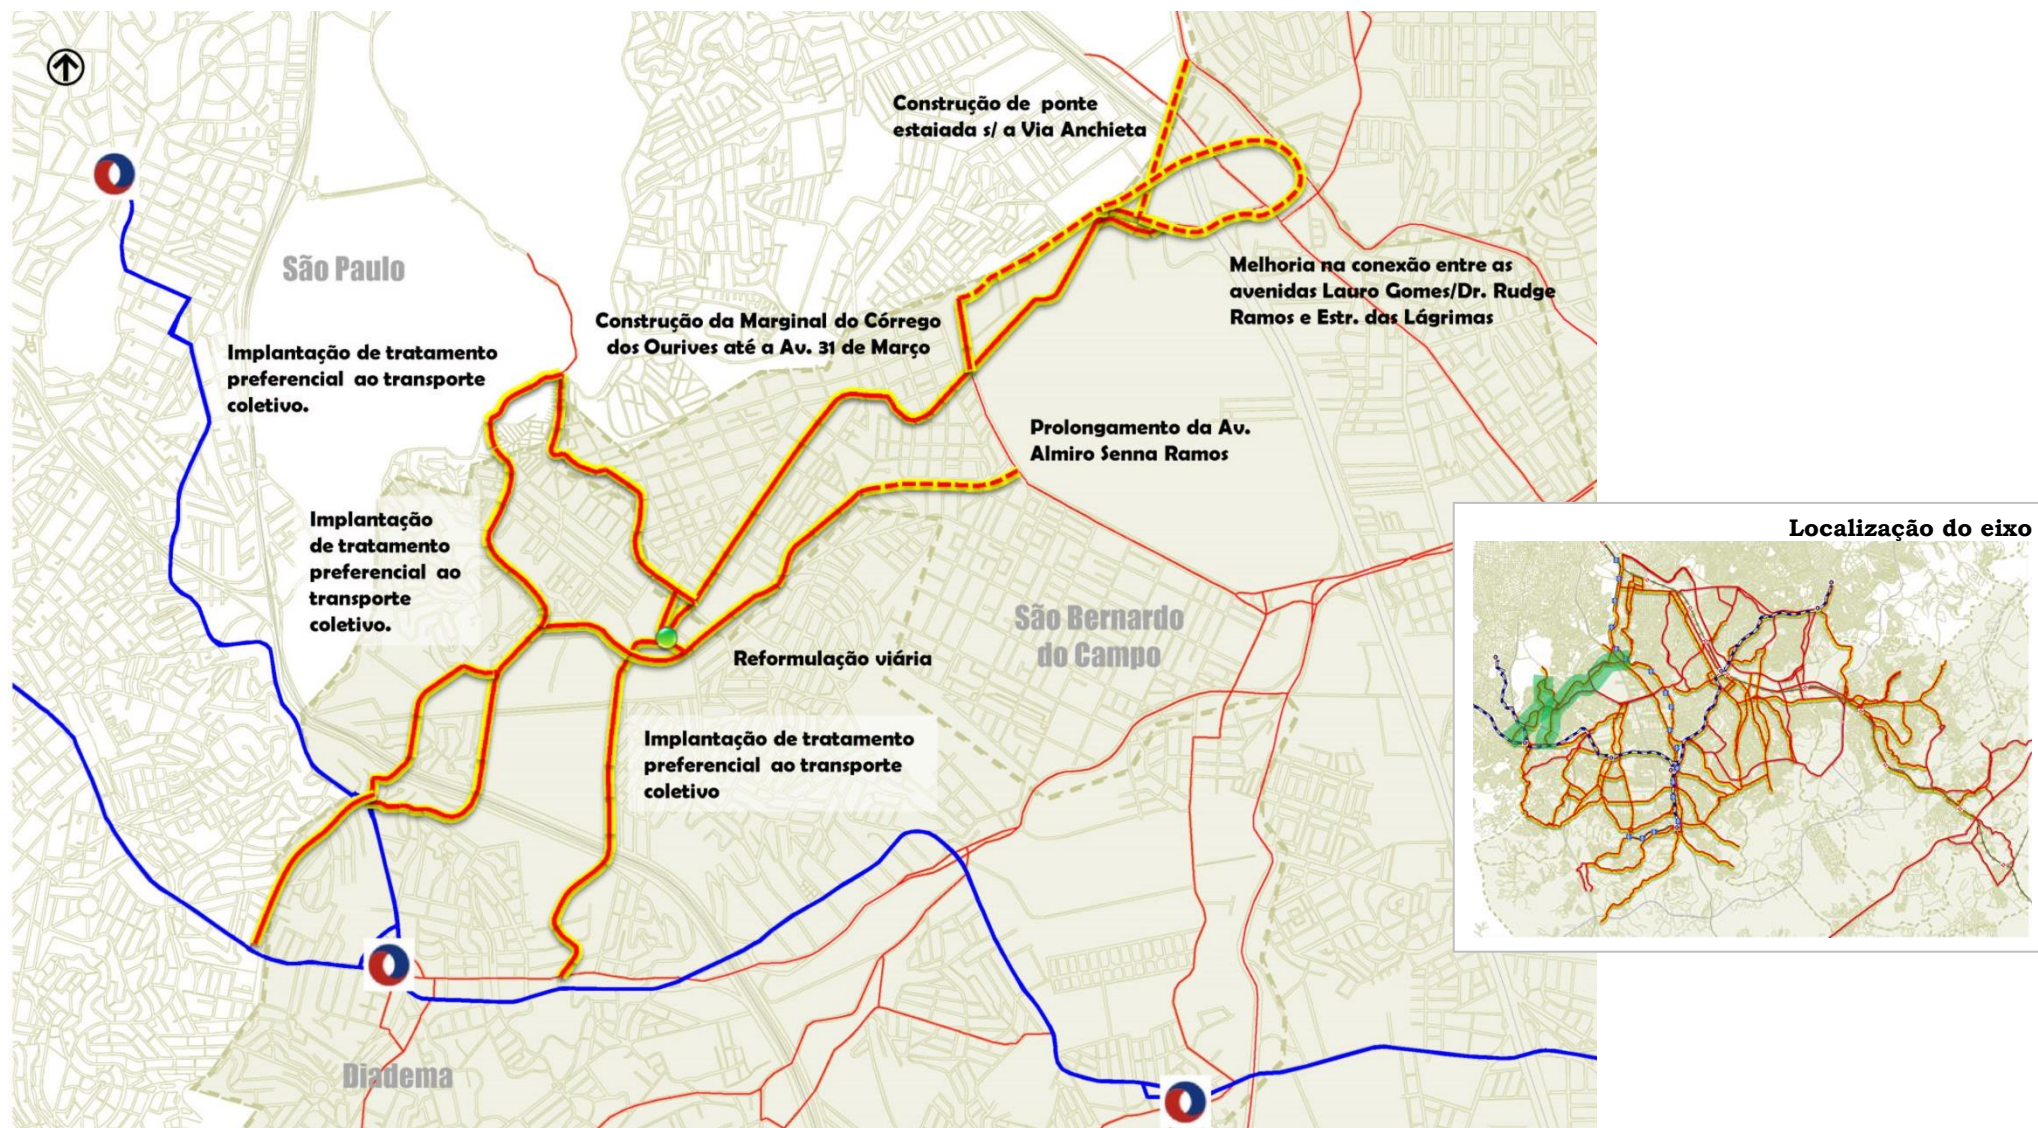 Construção de ponte
estaiada s/ a Via Anchieta
São Paulo
Melhoria na conexão entre as
avenidas Lauro Gomes/Dr. Rudge
Ramos e Estr. das Lágrimas
Construção da Marginal do Córrego
dos Ourives até a Av. 31 de Março
Implantação de tratamento
preferencial ao transporte
coletivo.
Prolongamento da Av.
Almiro Senna Ramos
Implantação
de tratamento
preferencial ao
transporte
coletivo.
Localização do eixo
São Bernardo
do Campo
Reformulação viária
Implantação de tratamento
preferencial ao transporte
coletivo
Diadema